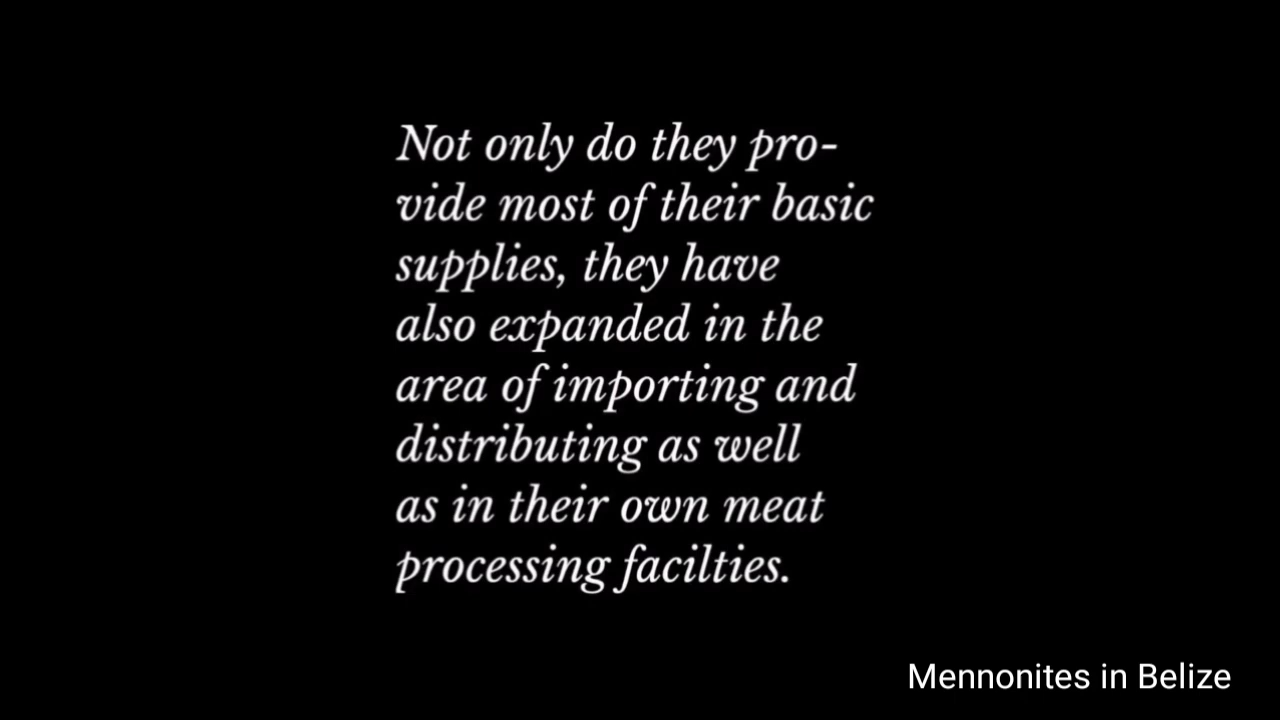 Not only do they pro-
vide most of their basic
supplies, they have
also expanded in the
area of importing and
distributing as well
as in their own meat
processing facilties.
Mennonites in Belize